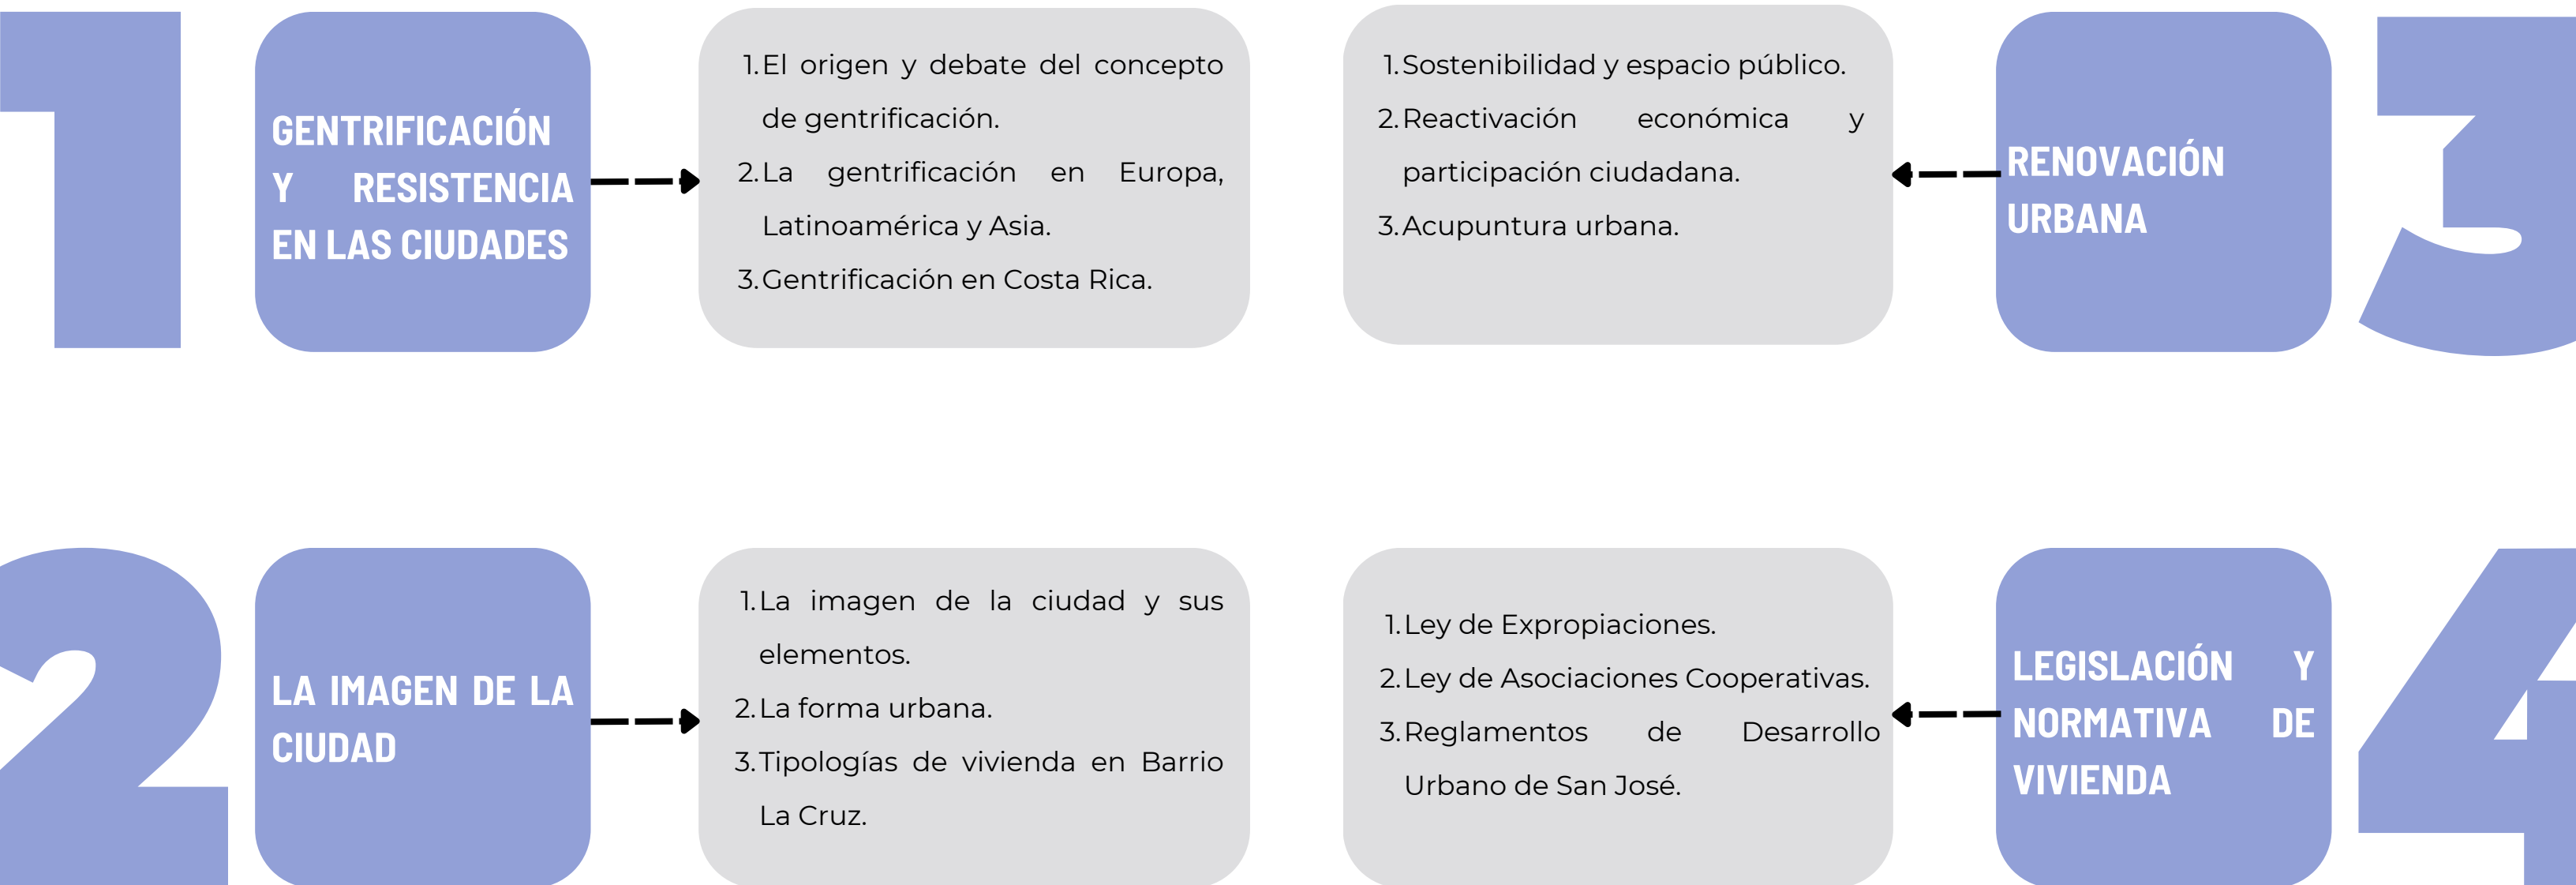 1
GENTRIFICACIÓN
Y RESISTENCIA
EN LAS CIUDADES
1. El origen y debate del concepto
de gentrificación.
2. La gentrificación en Europa,
Latinoamérica y Asia.
3. Gentrificación en Costa Rica.
2
LA IMAGEN DE LA
CIUDAD
1. La imagen de la ciudad y sus
elementos.
2. La forma urbana.
3. Tipologías de vivienda en Barrio
La Cruz.
3
RENOVACIÓN
URBANA
1. Sostenibilidad y espacio público.
2. Reactivación económica y
participación ciudadana.
3. Acupuntura urbana.
4
LEGISLACIÓN Y
NORMATIVA DE
VIVIENDA
1. Ley de Expropiaciones.
2. Ley de Asociaciones Cooperativas.
3. Reglamentos de Desarrollo
Urbano de San José.